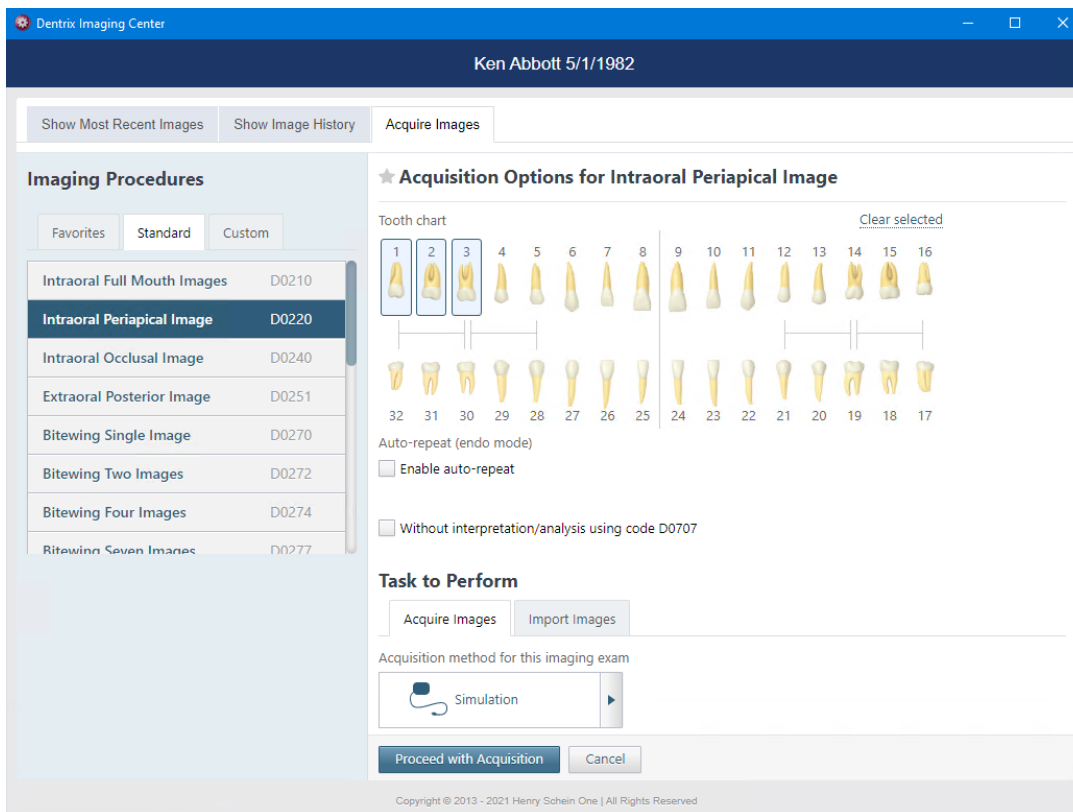 Dentrix Imaging Center
Ken Abbott 5/1/1982
Show Most Recent Images Show Image History Acquire Images
Imaging Procedures
Favorites Standard Custom
Intraoral Full Mouth Images D0210
Intraoral Periapical Image D0220
Intraoral Occlusal Image D0240
Extraoral Posterior Image D0251
Bitewing Single Image D0270
Bitewing Two Images D0272
Bitewing Four Images D0274
Bitewing Seven Images D0277
Acquisition Options for Intraoral Periapical Image
Tooth chart Clear selected
1 2 3 4 5 6 7 8 9 10 11 12 13 14 15 16
32 31 30 29 28 27 26 25 24 23 22 21 20 19 18 17
Auto-repeat (endo mode)
Enable auto-repeat
Without interpretation/analysis using code D0707
Task to Perform
Acquire Images Import Images
Acquisition method for this imaging exam
Simulation
Proceed with Acquisition Cancel
Copyright © 2013 - 2021 Henry Schein One | All Rights Reserved